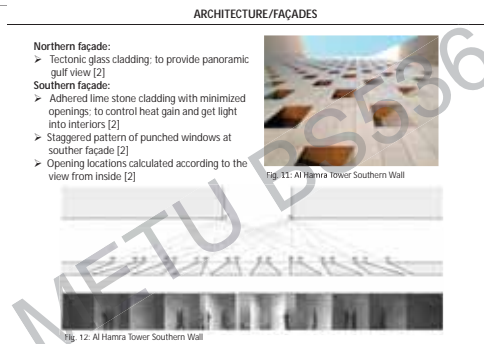 ARCHITECTURE/FAÇADES
Northern façade:
➢ Tectonic glass cladding; to provide panoramic
gulf view [2]
Southern façade:
➢ Adhered lime stone cladding with minimized
openings; to control heat gain and get light
into interiors [2]
➢ Staggered pattern of punched windows at
souther façade [2]
➢ Opening locations calculated according to the
view from inside [2]
Fig. 11: Al Hamra Tower Southern Wall
Fig. 12: Al Hamra Tower Southern Wall
METU BS536